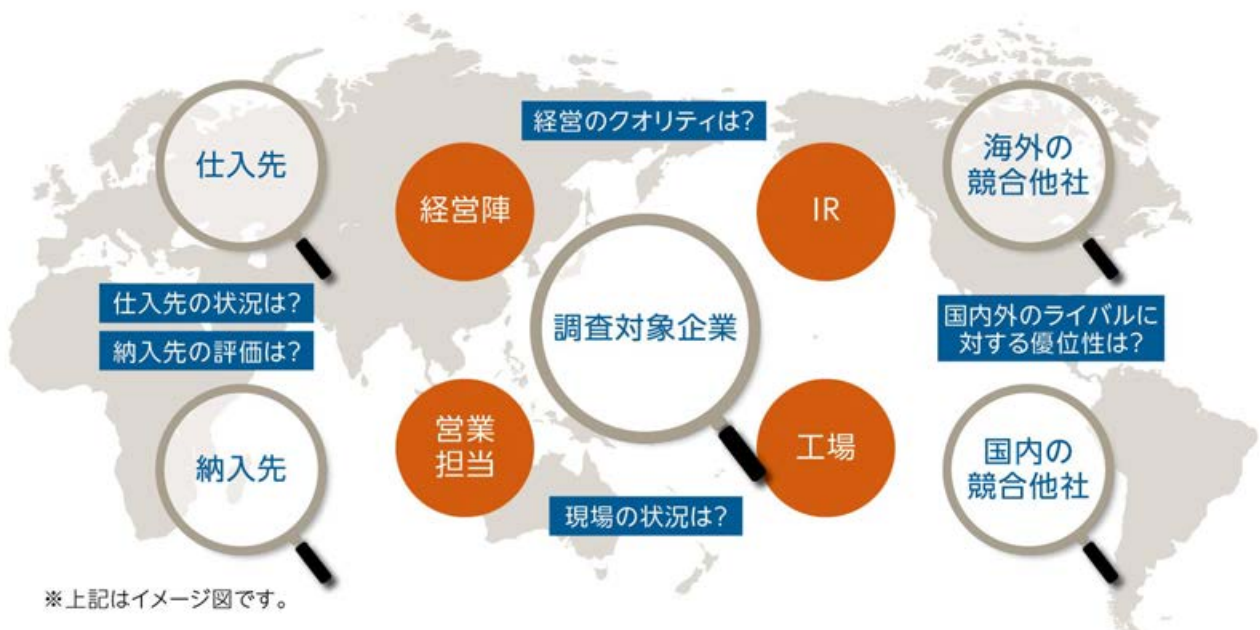 経営のクオリティは?
仕入先
経営陣
IR
海外の
競合他社
仕入先の状況は?
納入先の評価は?
調査対象企業
国内外のライバルに
対する優位性は?
納入先
営業
担当
工場
国内の
競合他社
現場の状況は?
※上記はイメージ図です。